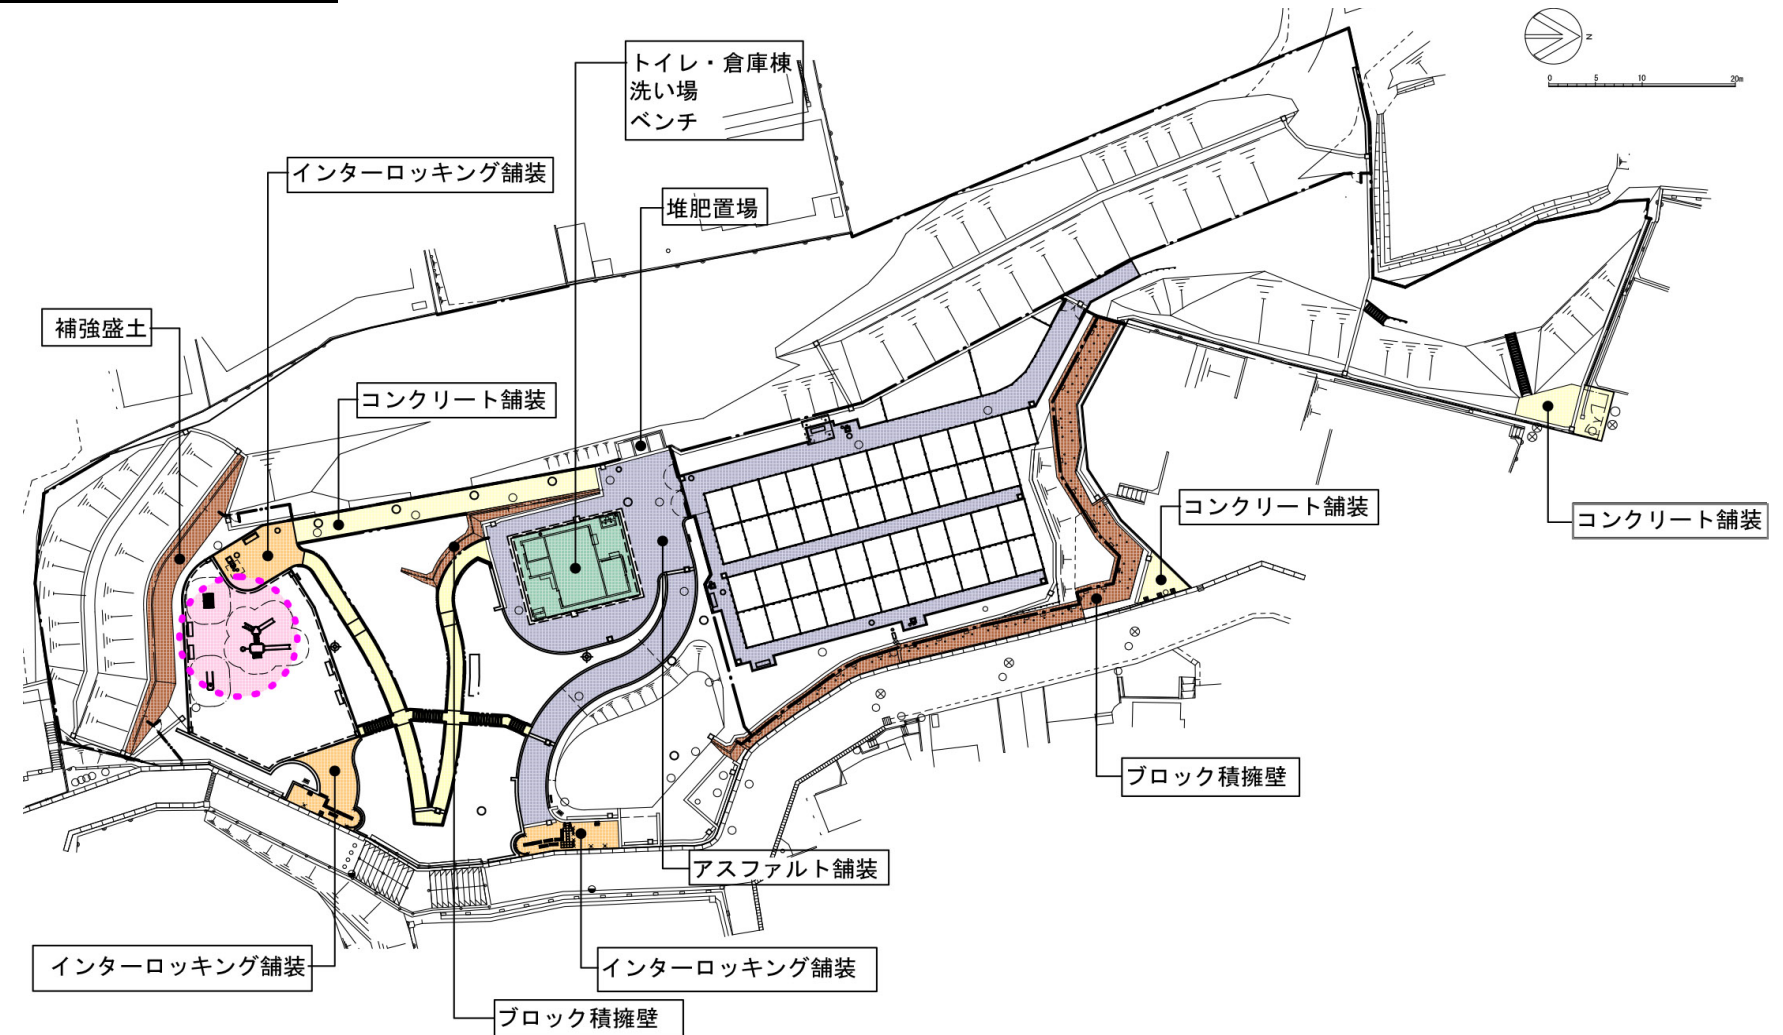 N
0 5 10 20m
トイレ・倉庫棟
洗い場
ベンチ
インターロッキング舗装
堆肥置場
補強盛土
コンクリート舗装
コンクリート舗装
コンクリート舗装
ブロック積擁壁
アスファルト舗装
インターロッキング舗装
インターロッキング舗装
ブロック積擁壁